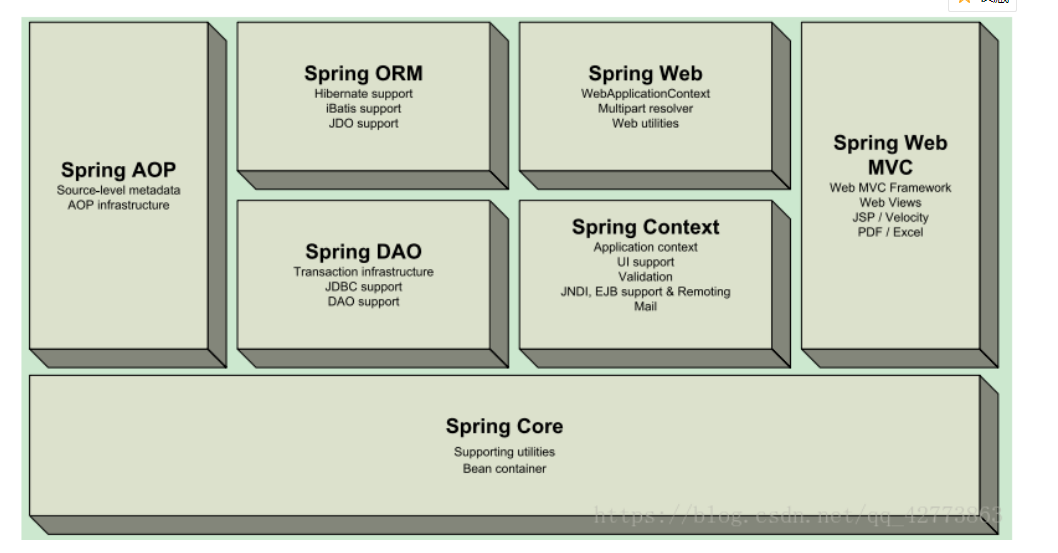 Spring AOP
Source-level metadata
AOP infrastructure
Spring ORM
Hibernate support
iBatis support
JDO support
Spring Web
WebApplicationContext
Multipart resolver
Web utilities
Spring DAO
Transaction infrastructure
JDBC support
DAO support
Spring Context
Application context
UI support
Validation
JNDI, EJB support & Remoting
Mail
Spring Web
MVC
Web MVC Framework
Web Views
JSP / Velocity
PDF / Excel
Spring Core
Supporting utilities
Bean container
https://blog.csdn.net/qq_42773863